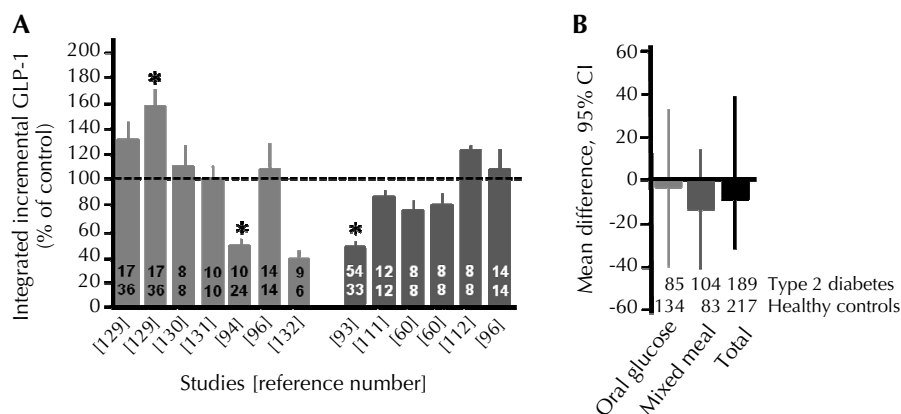 A
Integrated incremental GLP-1
(% of control)
200
180
160
140
120
100
80
60
40
20
0
*
*
*
17 17 8 10 10 14 9 54 12 8 8 8 14
36 36 8 10 24 14 6 33 12 8 8 8 14
[129] [129] [130] [131] [94] [96] [132] [93] [111] [60] [60] [112] [96]
Studies [reference number]
B
Mean difference, 95% CI
60
40
20
0
-20
-40
-60
85 104 189 Type 2 diabetes
134 83 217 Healthy controls
Oral glucose
Mixed meal
Total